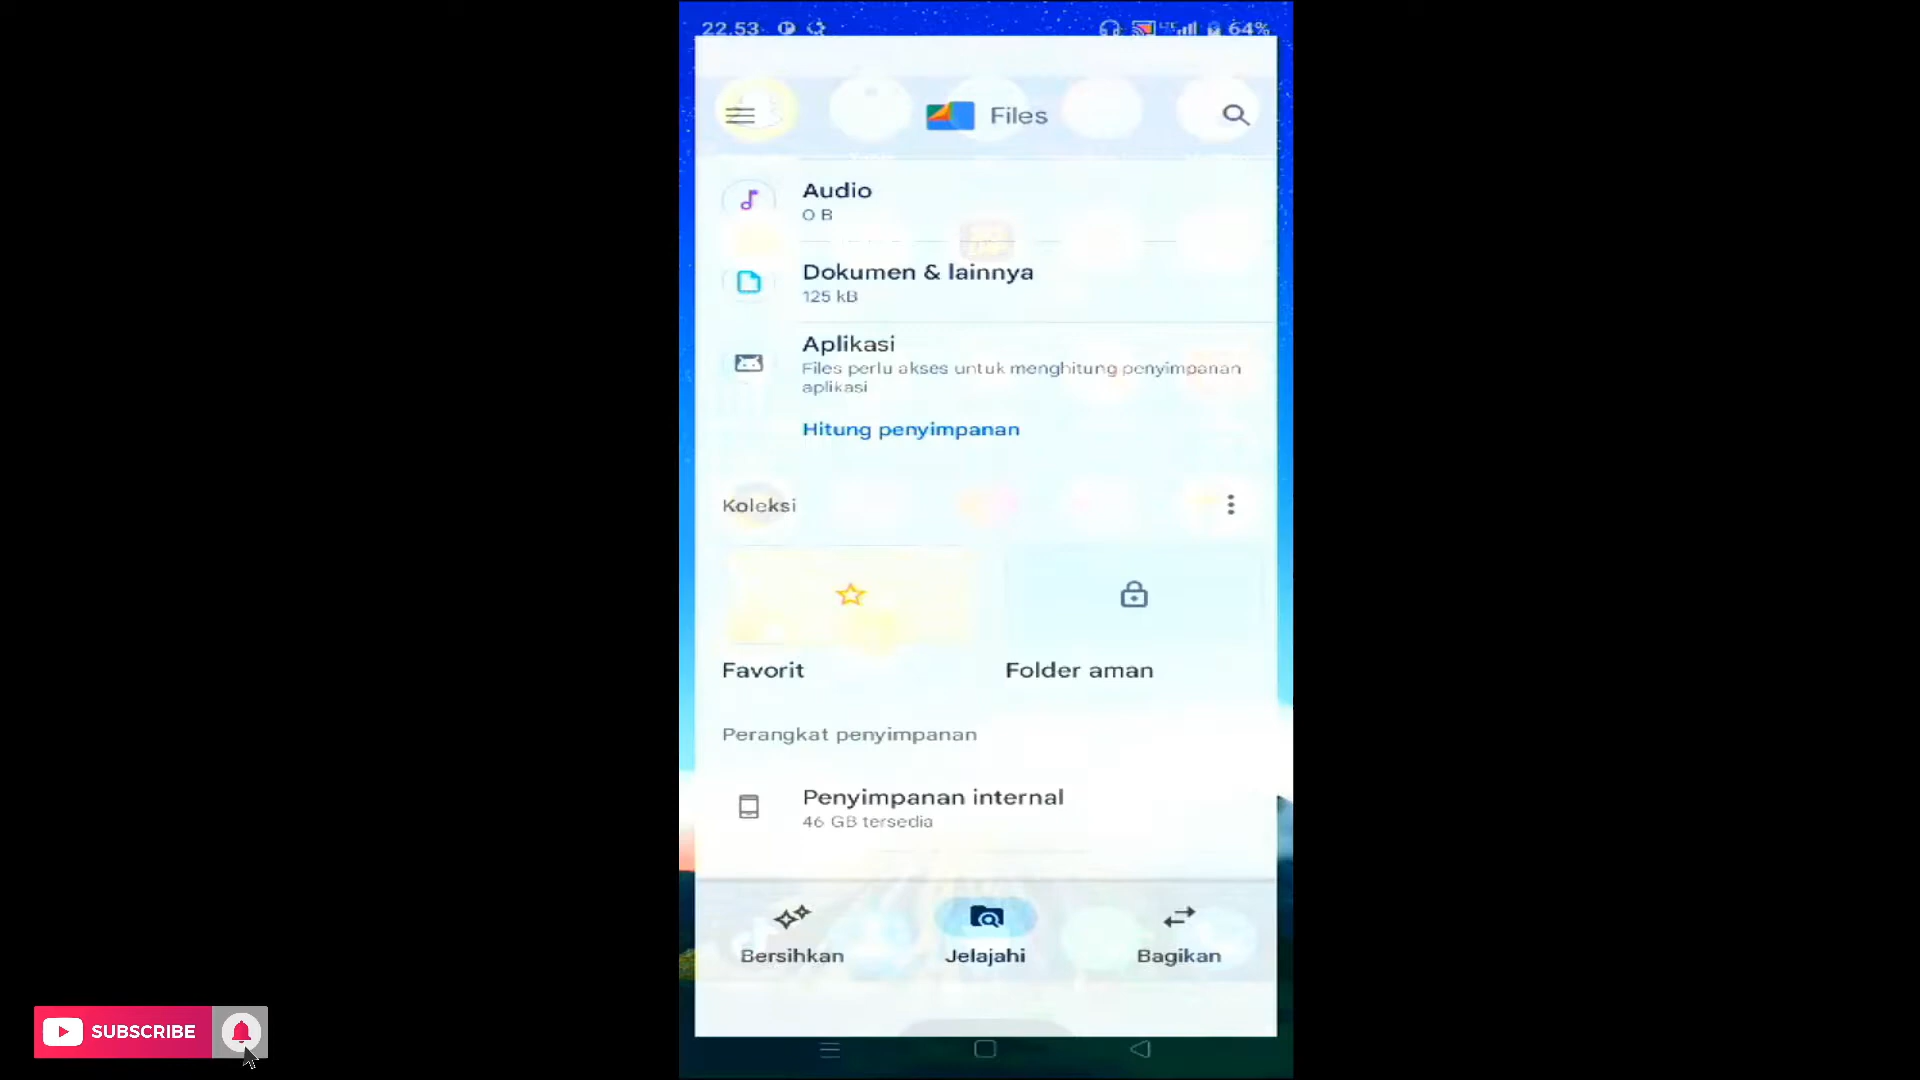 22.53
LTE 64%
Files
Audio
0 B
Dokumen & lainnya
125 kB
Aplikasi
Files perlu akses untuk menghitung penyimpanan
aplikasi
Hitung penyimpanan
Koleksi
Favorit
Folder aman
Perangkat penyimpanan
Penyimpanan internal
46 GB tersedia
Bersihkan
Jelajahi
Bagikan
SUBSCRIBE